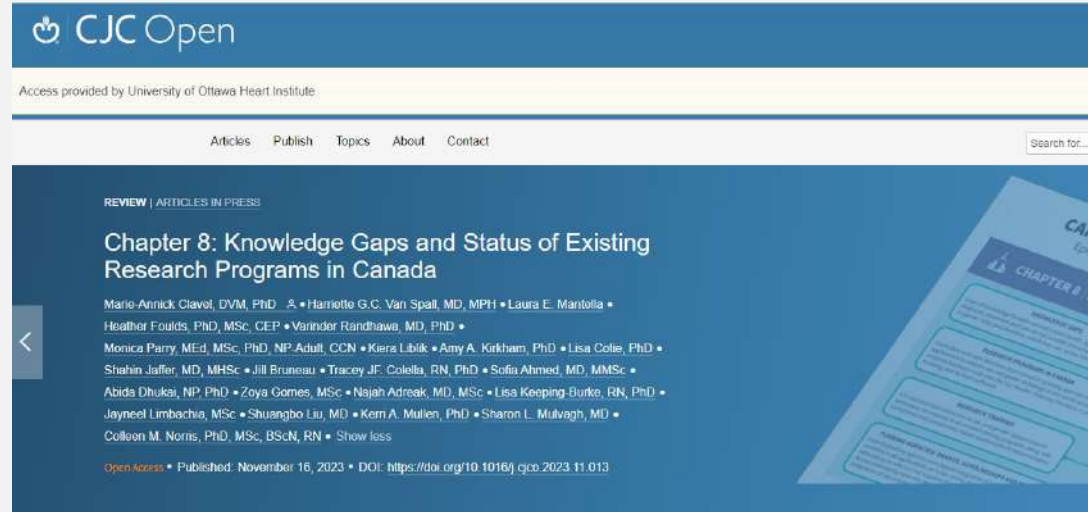 CJC Open
Access provided by University of Ottawa Heart Institute
Articles Publish Topics About Contact
Search for...
REVIEW | ARTICLES IN PRESS
Chapter 8: Knowledge Gaps and Status of Existing
Research Programs in Canada
Marie-Annick Clavel, DVM, PhD • Harriette G.C. Van Spall, MD, MPH • Laura E. Mantella •
Heather Foulds, PhD, MSc, CEP • Varinder Randhawa, MD, PhD •
Monica Parry, MEd, MSc, PhD, NP-Adult, CCN • Kiera Liblik • Amy A. Kirkham, PhD • Lisa Cotie, PhD •
Shahin Jaffer, MD, MHSc • Jill Bruneau • Tracey JF. Colella, RN, PhD • Sofia Ahmed, MD, MMSc •
Abida Dhukai, NP, PhD • Zoya Gomes, MSc • Najah Adreak, MD, MSc • Lisa Keeping-Burke, RN, PhD •
Jayneel Limbachia, MSc • Shuangbo Liu, MD • Kerri A. Mullen, PhD • Sharon L. Mulvagh, MD •
Colleen M. Norris, PhD, MSc, BScN, RN • Show less
Open Access • Published: November 16, 2023 • DOI: https://doi.org/10.1016/j.cjco.2023.11.013
CHAPTER 8